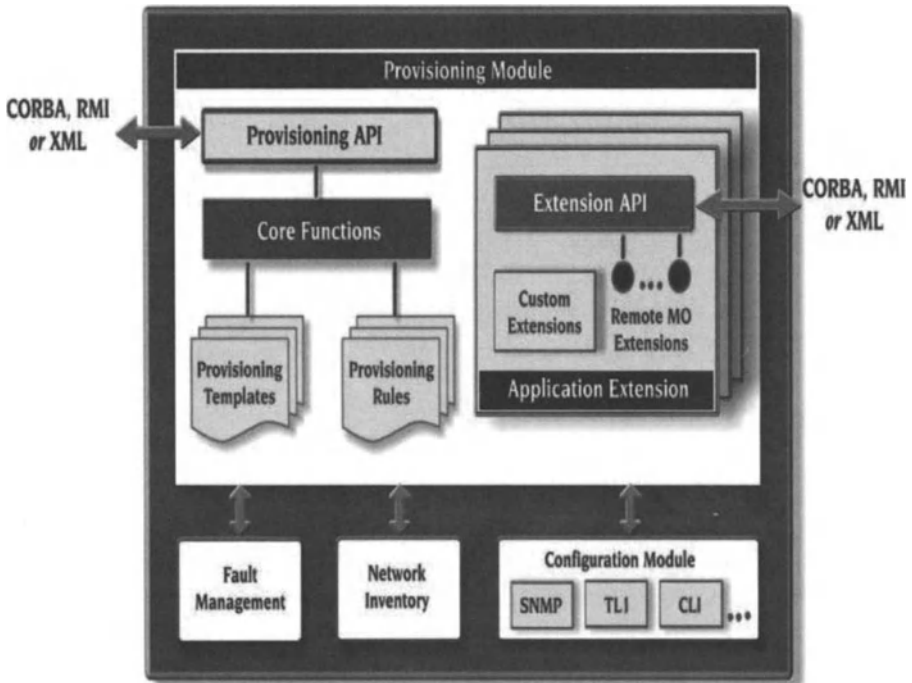 Provisioning Module
CORBA, RMI
or XML
Provisioning API
Core Functions
Provisioning
Templates
Provisioning
Rules
Extension API
Custom
Extensions
Remote MO
Extensions
Application Extension
CORBA, RMI
or XML
Fault
Management
Network
Inventory
Configuration Module
SNMP
TL1
CLI